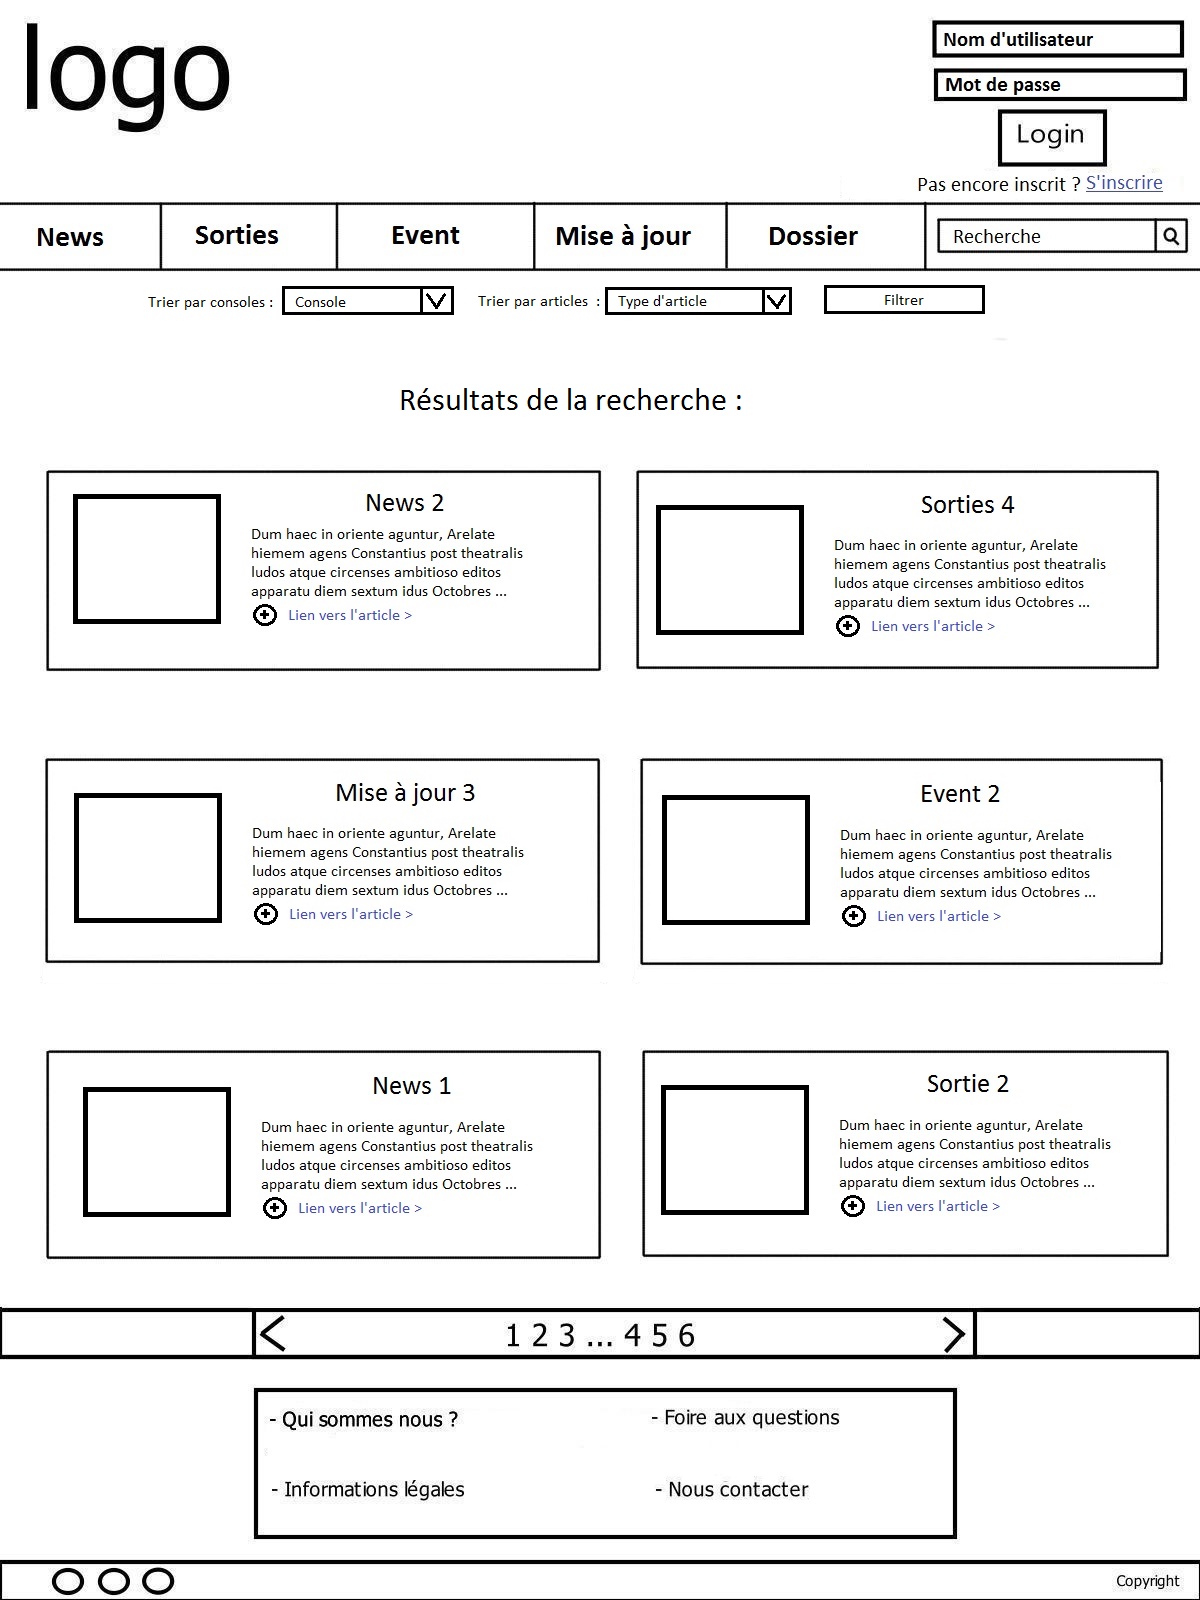 logo
Nom d'utilisateur
Mot de passe
Login
Pas encore inscrit ? S'inscrire
News
Sorties
Event
Mise à jour
Dossier
Recherche
Trier par consoles :
Console
Trier par articles :
Type d'article
Filtrer
Résultats de la recherche :
News 2
Dum haec in oriente aguntur, Arelate
hiemem agens Constantius post theatralis
ludos atque circenses ambitioso editos
apparatu diem sextum idus Octobres ...
Lien vers l'article >
Sorties 4
Dum haec in oriente aguntur, Arelate
hiemem agens Constantius post theatralis
ludos atque circenses ambitioso editos
apparatu diem sextum idus Octobres ...
Lien vers l'article >
Mise à jour 3
Dum haec in oriente aguntur, Arelate
hiemem agens Constantius post theatralis
ludos atque circenses ambitioso editos
apparatu diem sextum idus Octobres ...
Lien vers l'article >
Event 2
Dum haec in oriente aguntur, Arelate
hiemem agens Constantius post theatralis
ludos atque circenses ambitioso editos
apparatu diem sextum idus Octobres ...
Lien vers l'article >
News 1
Dum haec in oriente aguntur, Arelate
hiemem agens Constantius post theatralis
ludos atque circenses ambitioso editos
apparatu diem sextum idus Octobres ...
Lien vers l'article >
Sortie 2
Dum haec in oriente aguntur, Arelate
hiemem agens Constantius post theatralis
ludos atque circenses ambitioso editos
apparatu diem sextum idus Octobres ...
Lien vers l'article >
1 2 3 ... 4 5 6
- Qui sommes nous ?
- Foire aux questions
- Informations légales
- Nous contacter
Copyright